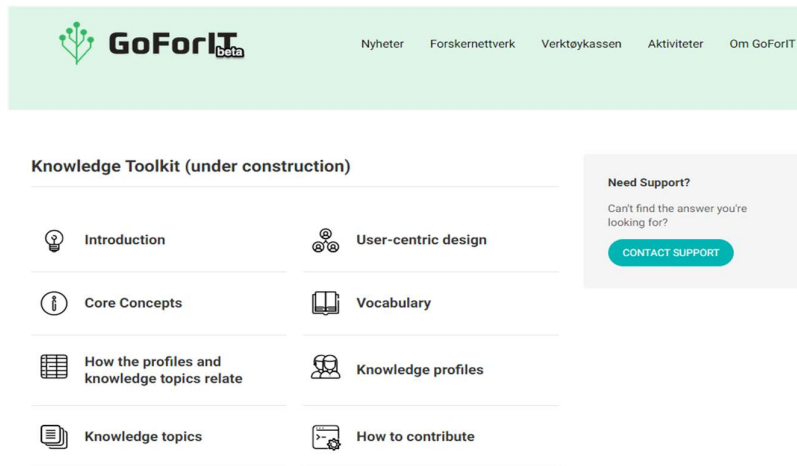 GoForIT
beta
Nyheter Forskernettverk Verktøykassen Aktiviteter Om GoForIT
Knowledge Toolkit (under construction)
Introduction
User-centric design
Core Concepts
Vocabulary
How the profiles and
knowledge topics relate
Knowledge profiles
Knowledge topics
How to contribute
Need Support?
Can't find the answer you're
looking for?
CONTACT SUPPORT